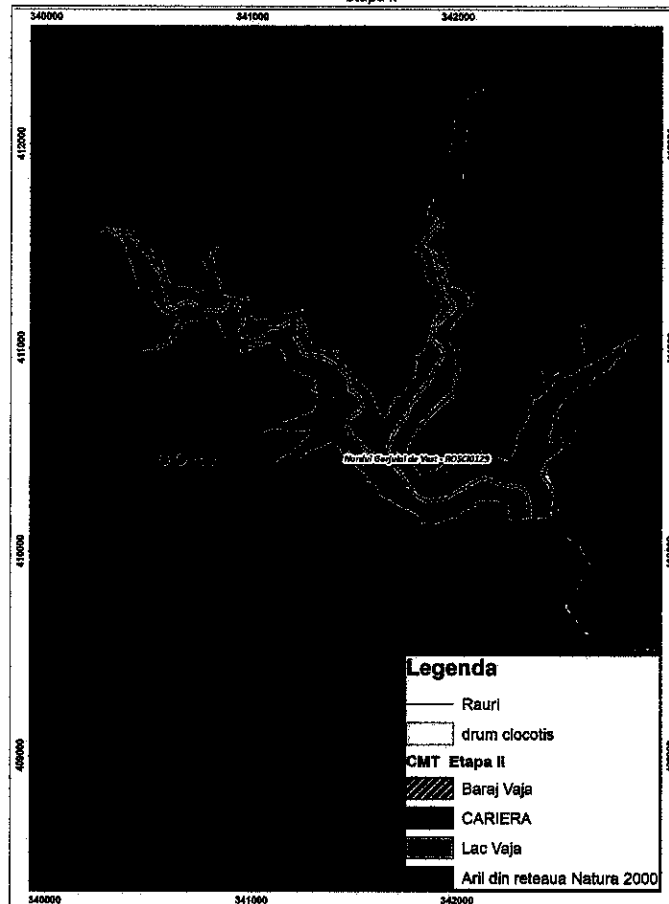 Etapa II
340000 341000 342000
412000
411000
Nordul Gorjului de Vest - ROSCI0129
410000
Legenda
Rauri
drum clocotis
CMT Etapa II
Baraj Vaja
CARIERA
Lac Vaja
409000
Arii din reteaua Natura 2000
340000 341000 342000